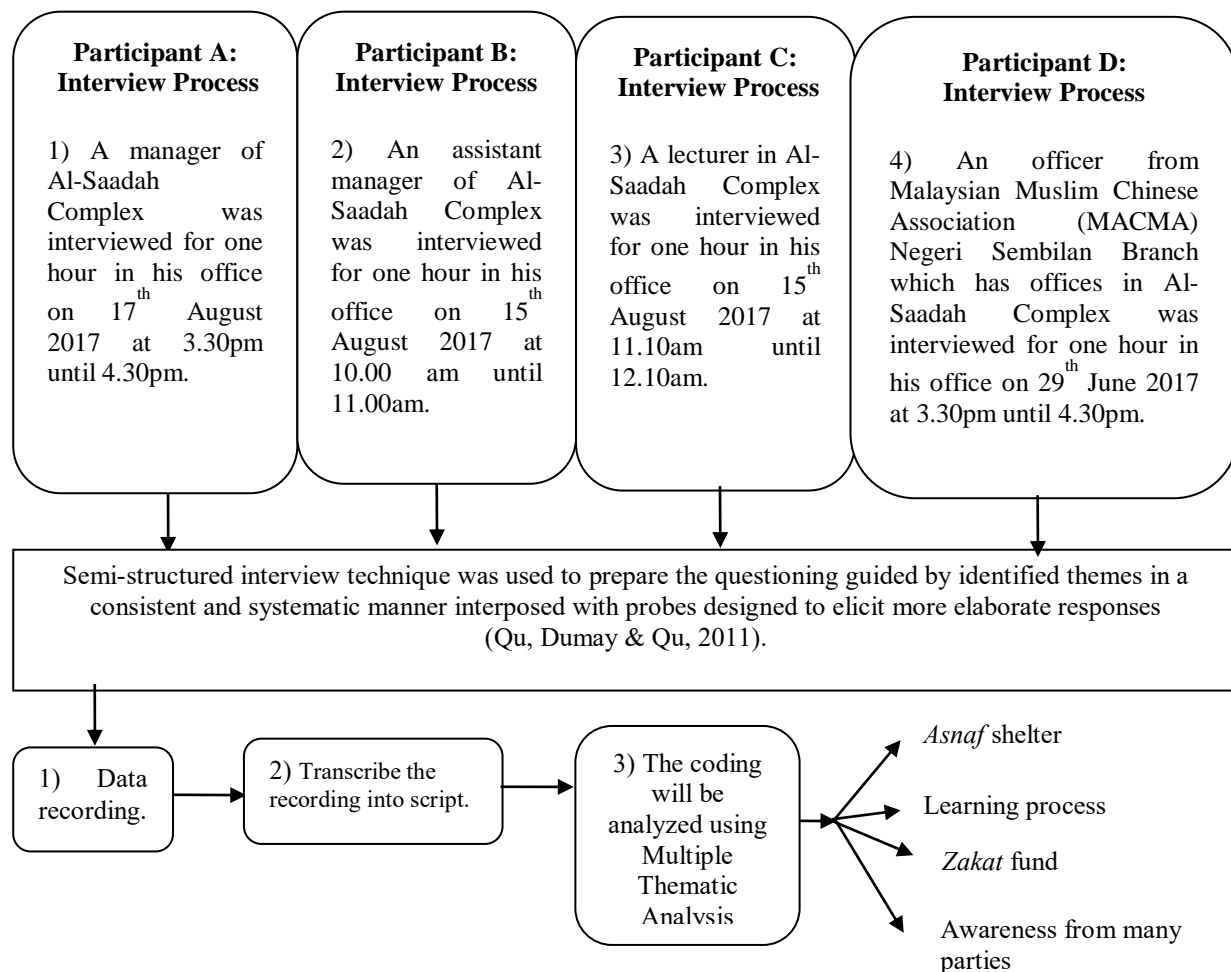 Participant A:
Interview Process
1) A manager of
Al-Saadah
Complex was
interviewed for one
hour in his office
on 17th August
2017 at 3.30pm
until 4.30pm.
Participant B:
Interview Process
2) An assistant
manager of Al-
Saadah Complex
was interviewed
for one hour in his
office on 15th
August 2017 at
10.00 am until
11.00am.
Participant C:
Interview Process
3) A lecturer in Al-
Saadah Complex
was interviewed
for one hour in his
office on 15th
August 2017 at
11.10am until
12.10am.
Participant D:
Interview Process
4) An officer from
Malaysian Muslim Chinese
Association (MACMA)
Negeri Sembilan Branch
which has offices in Al-
Saadah Complex was
interviewed for one hour in
his office on 29th June 2017
at 3.30pm until 4.30pm.
Semi-structured interview technique was used to prepare the questioning guided by identified themes in a
consistent and systematic manner interposed with probes designed to elicit more elaborate responses
(Qu, Dumay & Qu, 2011).
1) Data
recording.
2) Transcribe the
recording into script.
3) The coding
will be
analyzed using
Multiple
Thematic
Analysis
Asnaf shelter
Learning process
Zakat fund
Awareness from many
parties